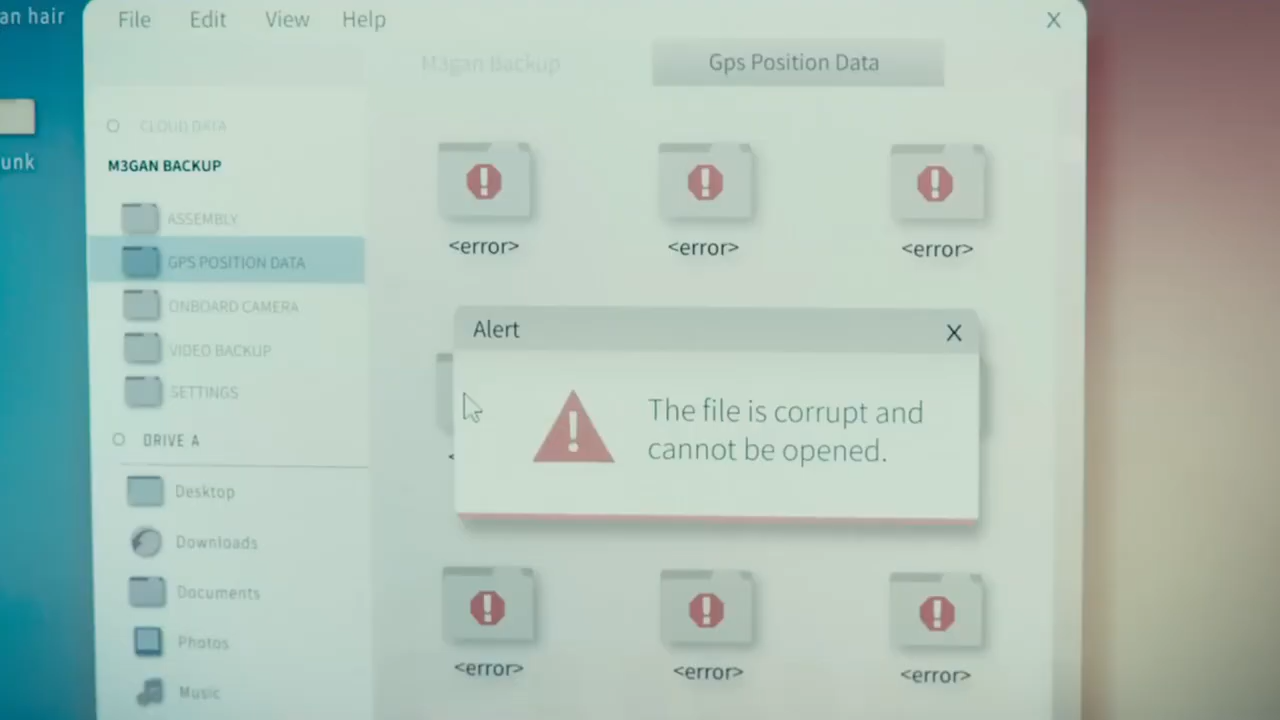 an hair
File Edit View Help X
M3gan Backup
Gps Position Data
unk
CLOUD DATA
M3GAN BACKUP
ASSEMBLY
GPS POSITION DATA
ONBOARD CAMERA
VIDEO BACKUP
SETTINGS
DRIVE A
Desktop
Downloads
Documents
Photos
Music
<error> <error> <error>
Alert X
The file is corrupt and
cannot be opened.
<
<error> <error> <error>